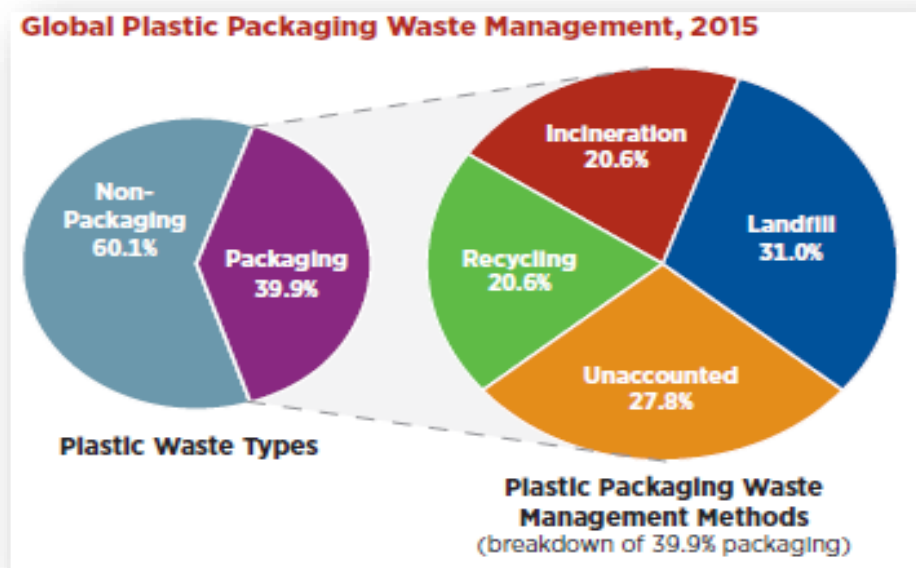 Global Plastic Packaging Waste Management, 2015
Non-
Packaging
60.1%
Packaging
39.9%
Plastic Waste Types
Incineration
20.6%
Landfill
31.0%
Recycling
20.6%
Unaccounted
27.8%
Plastic Packaging Waste
Management Methods
(breakdown of 39.9% packaging)